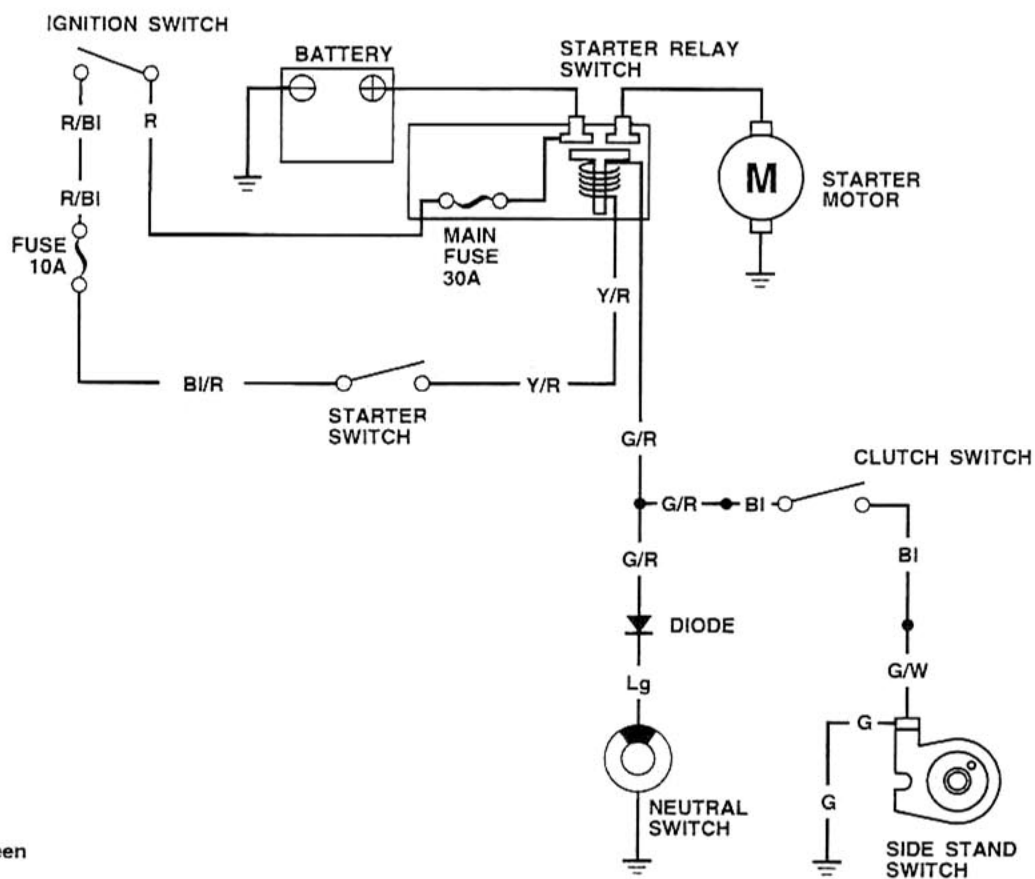 IGNITION SWITCH
BATTERY
STARTER RELAY
SWITCH
R/Bl
R
R/Bl
M
STARTER
MOTOR
FUSE
10A
MAIN
FUSE
30A
Y/R
Bl/R
Y/R
STARTER
SWITCH
G/R
CLUTCH SWITCH
G/R
Bl
G/R
Bl
DIODE
G/W
Lg
G
G
NEUTRAL
SWITCH
SIDE STAND
SWITCH
een